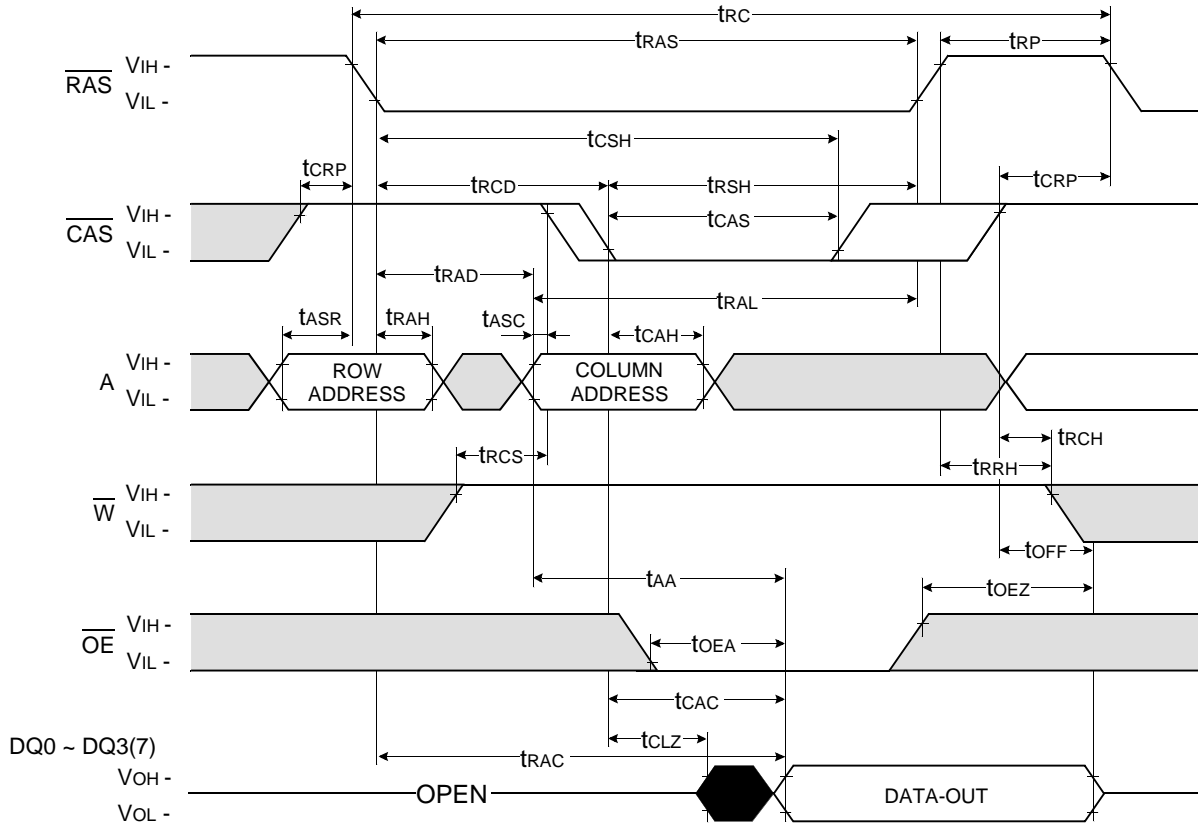 tRC
tRAS
tRP
RAS
VIH -
VIL -
tCSH
tCRP
tRCD
tRSH
tCRP
CAS
VIH -
VIL -
tCAS
tRAD
tRAL
tASR
tRAH
tASC
tCAH
A
VIH -
VIL -
ROW
ADDRESS
COLUMN
ADDRESS
tRCS
tRCH
tRRH
W
VIH -
VIL -
tOFF
tAA
tOEZ
OE
VIH -
VIL -
tOEA
tCAC
DQ0 ~ DQ3(7)
tCLZ
tRAC
VOH -
VOL -
OPEN
DATA-OUT